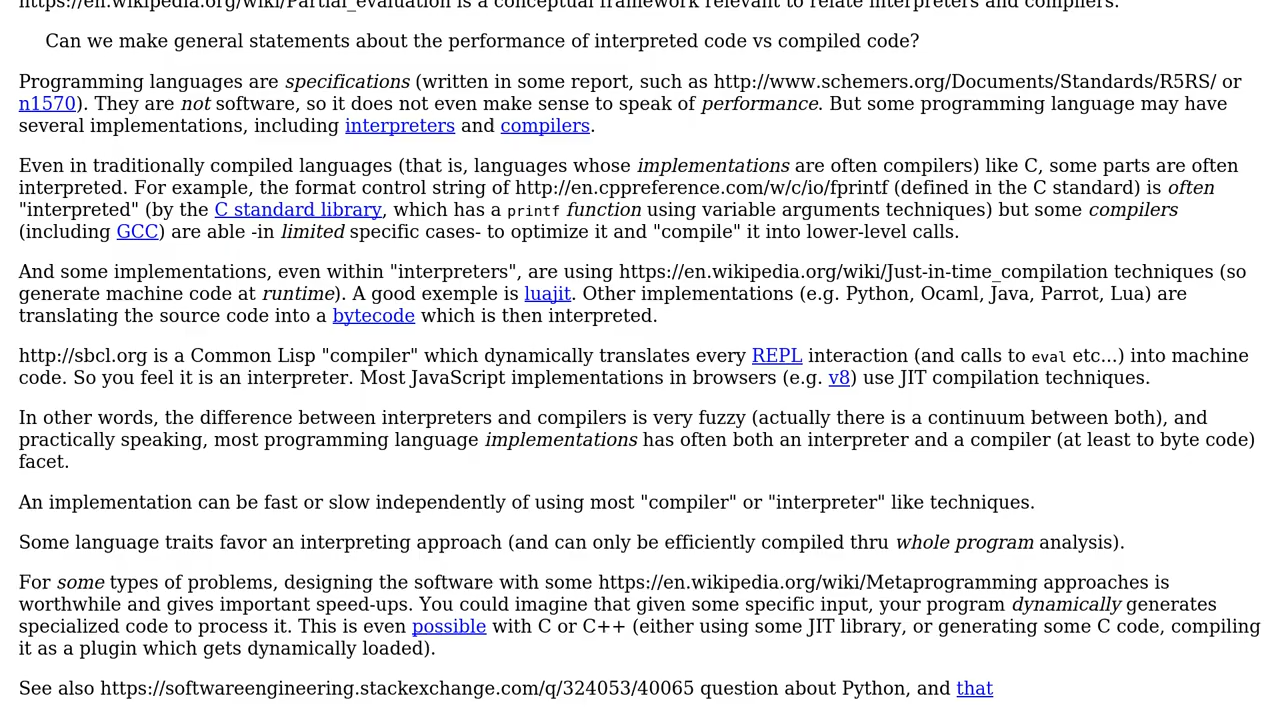 https://en.wikipedia.org/wiki/Partial_evaluation is a conceptual framework relevant to relate interpreters and compilers.
Can we make general statements about the performance of interpreted code vs compiled code?
Programming languages are specifications (written in some report, such as http://www.schemers.org/Documents/Standards/R5RS/ or
n1570). They are not software, so it does not even make sense to speak of performance. But some programming language may have
several implementations, including interpreters and compilers.
Even in traditionally compiled languages (that is, languages whose implementations are often compilers) like C, some parts are often
interpreted. For example, the format control string of http://en.cppreference.com/w/c/io/fprintf (defined in the C standard) is often
"interpreted" (by the C standard library, which has a printf function using variable arguments techniques) but some compilers
(including GCC) are able -in limited specific cases- to optimize it and "compile" it into lower-level calls.
And some implementations, even within "interpreters", are using https://en.wikipedia.org/wiki/Just-in-time_compilation techniques (so
generate machine code at runtime). A good exemple is luajit. Other implementations (e.g. Python, Ocaml, Java, Parrot, Lua) are
translating the source code into a bytecode which is then interpreted.
http://sbcl.org is a Common Lisp "compiler" which dynamically translates every REPL interaction (and calls to eval etc...) into machine
code. So you feel it is an interpreter. Most JavaScript implementations in browsers (e.g. v8) use JIT compilation techniques.
In other words, the difference between interpreters and compilers is very fuzzy (actually there is a continuum between both), and
practically speaking, most programming language implementations has often both an interpreter and a compiler (at least to byte code)
facet.
An implementation can be fast or slow independently of using most "compiler" or "interpreter" like techniques.
Some language traits favor an interpreting approach (and can only be efficiently compiled thru whole program analysis).
For some types of problems, designing the software with some https://en.wikipedia.org/wiki/Metaprogramming approaches is
worthwhile and gives important speed-ups. You could imagine that given some specific input, your program dynamically generates
specialized code to process it. This is even possible with C or C++ (either using some JIT library, or generating some C code, compiling
it as a plugin which gets dynamically loaded).
See also https://softwareengineering.stackexchange.com/q/324053/40065 question about Python, and that